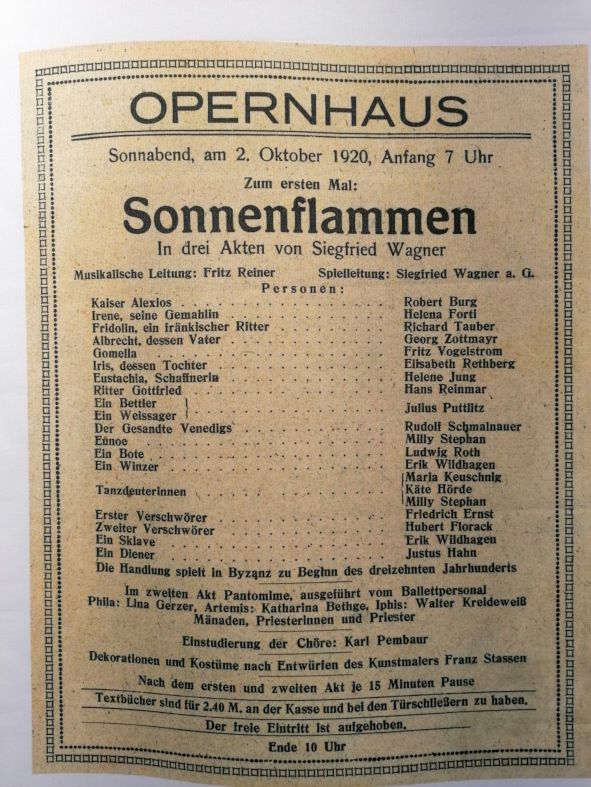 OPERNHAUS
Sonnabend, am 2. Oktober 1920, Anfang 7 Uhr
Zum ersten Mal:
Sonnenflammen
In drei Akten von Siegfried Wagner
Musikalische Leitung: Fritz Reiner Spielleitung: Siegfried Wagner a. G.
Personen:
Kaiser Alexios Robert Burg
Irene, seine Gemahlin Helena Forti
Fridolin, ein fränkischer Ritter Richard Tauber
Albrecht, dessen Vater Georg Zottmayr
Gomella Fritz Vogelstrom
Iris, dessen Tochter Elisabeth Rethberg
Eustachia, Schaffnerin Helene Jung
Ritter Gottfried Hans Reinmar
Ein Bettler
Ein Weissager Julius Puttlitz
Der Gesandte Venedigs Rudolf Schmalnauer
Eunoe Milly Stephan
Ein Bote Ludwig Roth
Ein Winzer Erik Wildhagen
Tanzdeuterinnen Maria Keuschnig
Käte Hörde
Milly Stephan
Erster Verschwörer Friedrich Ernst
Zweiter Verschwörer Hubert Florack
Ein Sklave Erik Wildhagen
Ein Diener Justus Hahn
Die Handlung spielt in Byzanz zu Beginn des dreizehnten Jahrhunderts
Im zweiten Akt Pantomime, ausgeführt vom Ballettpersonal
Phila: Lina Gerzer, Artemis: Katharina Bethge, Iphis: Walter Kreideweiß
Mänaden, Priesterinnen und Priester
Einstudierung der Chöre: Karl Pembaur
Dekorationen und Kostüme nach Entwürfen des Kunstmalers Franz Stassen
Nach dem ersten und zweiten Akt je 15 Minuten Pause
Textbücher sind für 2.40 M. an der Kasse und bei den Türschließern zu haben.
Der freie Eintritt ist aufgehoben.
Ende 10 Uhr